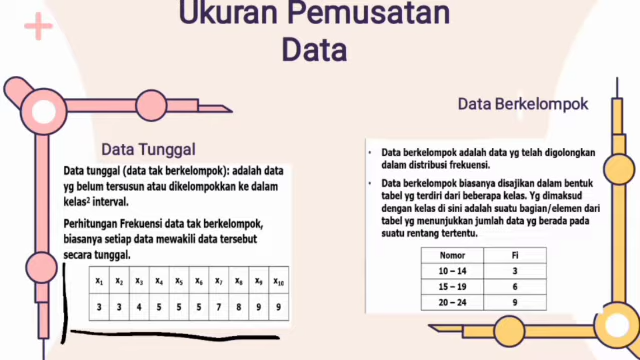 Ukuran Pemusatan
Data
Data Tunggal
Data tunggal (data tak berkelompok): adalah data
yg belum tersusun atau dikelompokkan ke dalam
kelas² interval.
Perhitungan Frekuensi data tak berkelompok,
biasanya setiap data mewakili data tersebut
secara tunggal.
x₁ x₂ x₃ x₄ x₅ x₆ x₇ x₈ x₉ x₁₀
3 3 4 5 5 5 7 8 9 9
Data Berkelompok
• Data berkelompok adalah data yg telah digolongkan
dalam distribusi frekuensi.
• Data berkelompok biasanya disajikan dalam bentuk
tabel yg terdiri dari beberapa kelas. Yg dimaksud
dengan kelas di sini adalah suatu bagian/elemen dari
tabel yg menunjukkan jumlah data yg berada pada
suatu rentang tertentu.
Nomor Fi
10 – 14 3
15 – 19 6
20 – 24 9